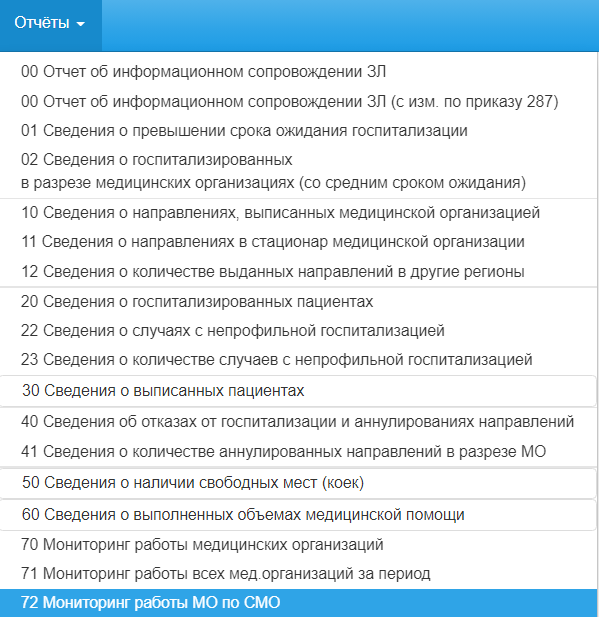 Отчёты
00 Отчет об информационном сопровождении ЗЛ
00 Отчет об информационном сопровождении ЗЛ (с изм. по приказу 287)
01 Сведения о превышении срока ожидания госпитализации
02 Сведения о госпитализированных
в разрезе медицинских организациях (со средним сроком ожидания)
10 Сведения о направлениях, выписанных медицинской организацией
11 Сведения о направлениях в стационар медицинской организации
12 Сведения о количестве выданных направлений в другие регионы
20 Сведения о госпитализированных пациентах
22 Сведения о случаях с непрофильной госпитализацией
23 Сведения о количестве случаев с непрофильной госпитализацией
30 Сведения о выписанных пациентах
40 Сведения об отказах от госпитализации и аннулированиях направлений
41 Сведения о количестве аннулированных направлений в разрезе МО
50 Сведения о наличии свободных мест (коек)
60 Сведения о выполненных объемах медицинской помощи
70 Мониторинг работы медицинских организаций
71 Мониторинг работы всех мед.организаций за период
72 Мониторинг работы МО по СМО